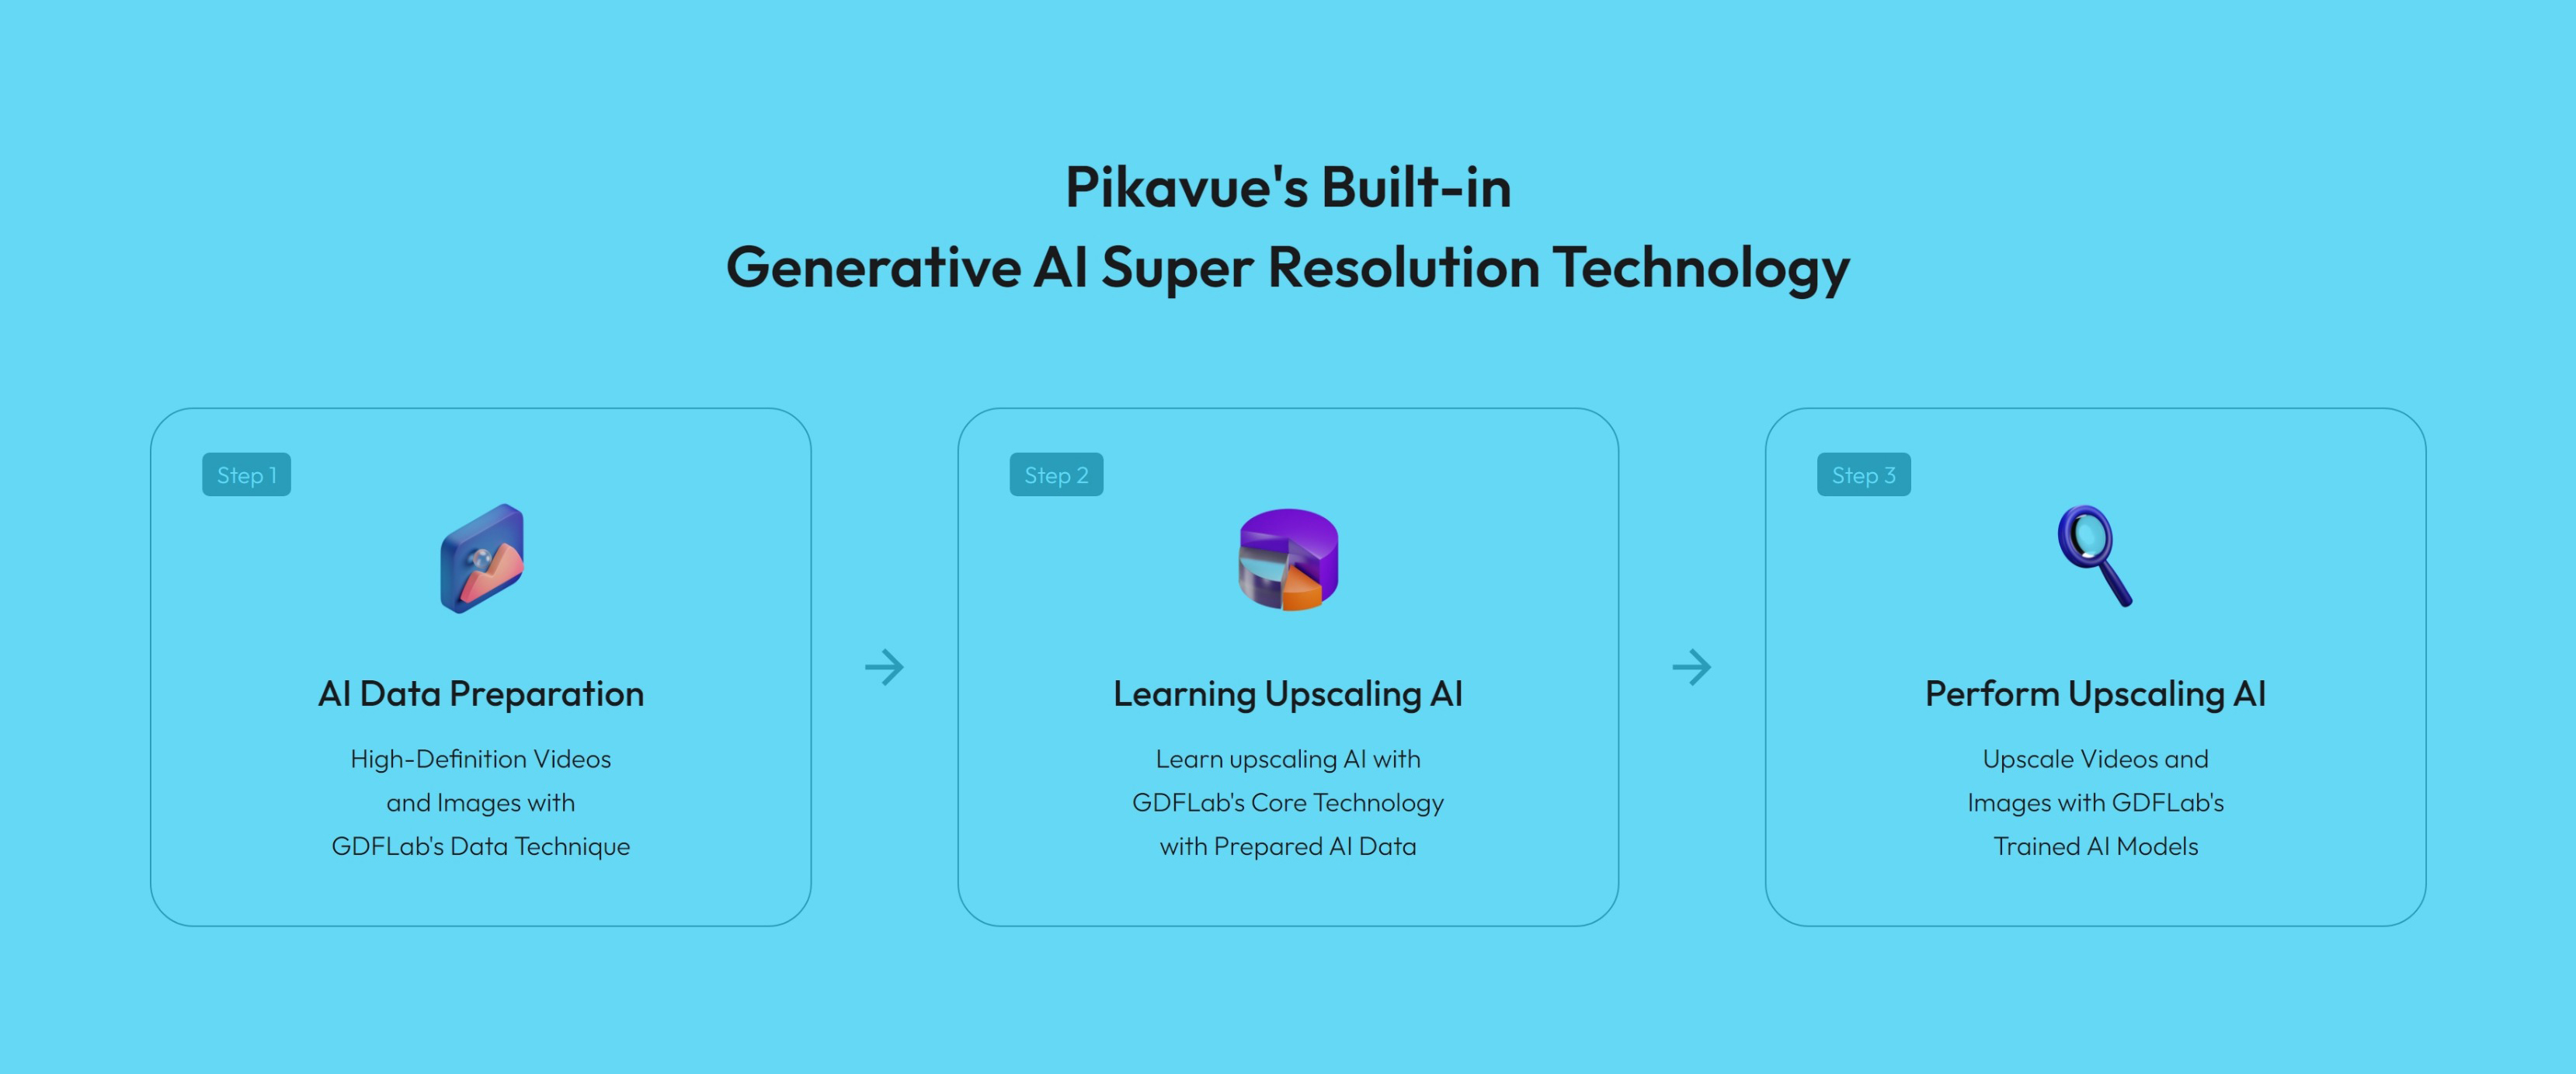 Pikavue's Built-in
Generative AI Super Resolution Technology
Step 1
AI Data Preparation
High-Definition Videos
and Images with
GDFLab's Data Technique
Step 2
Learning Upscaling AI
Learn upscaling AI with
GDFLab's Core Technology
with Prepared AI Data
Step 3
Perform Upscaling AI
Upscale Videos and
Images with GDFLab's
Trained AI Models